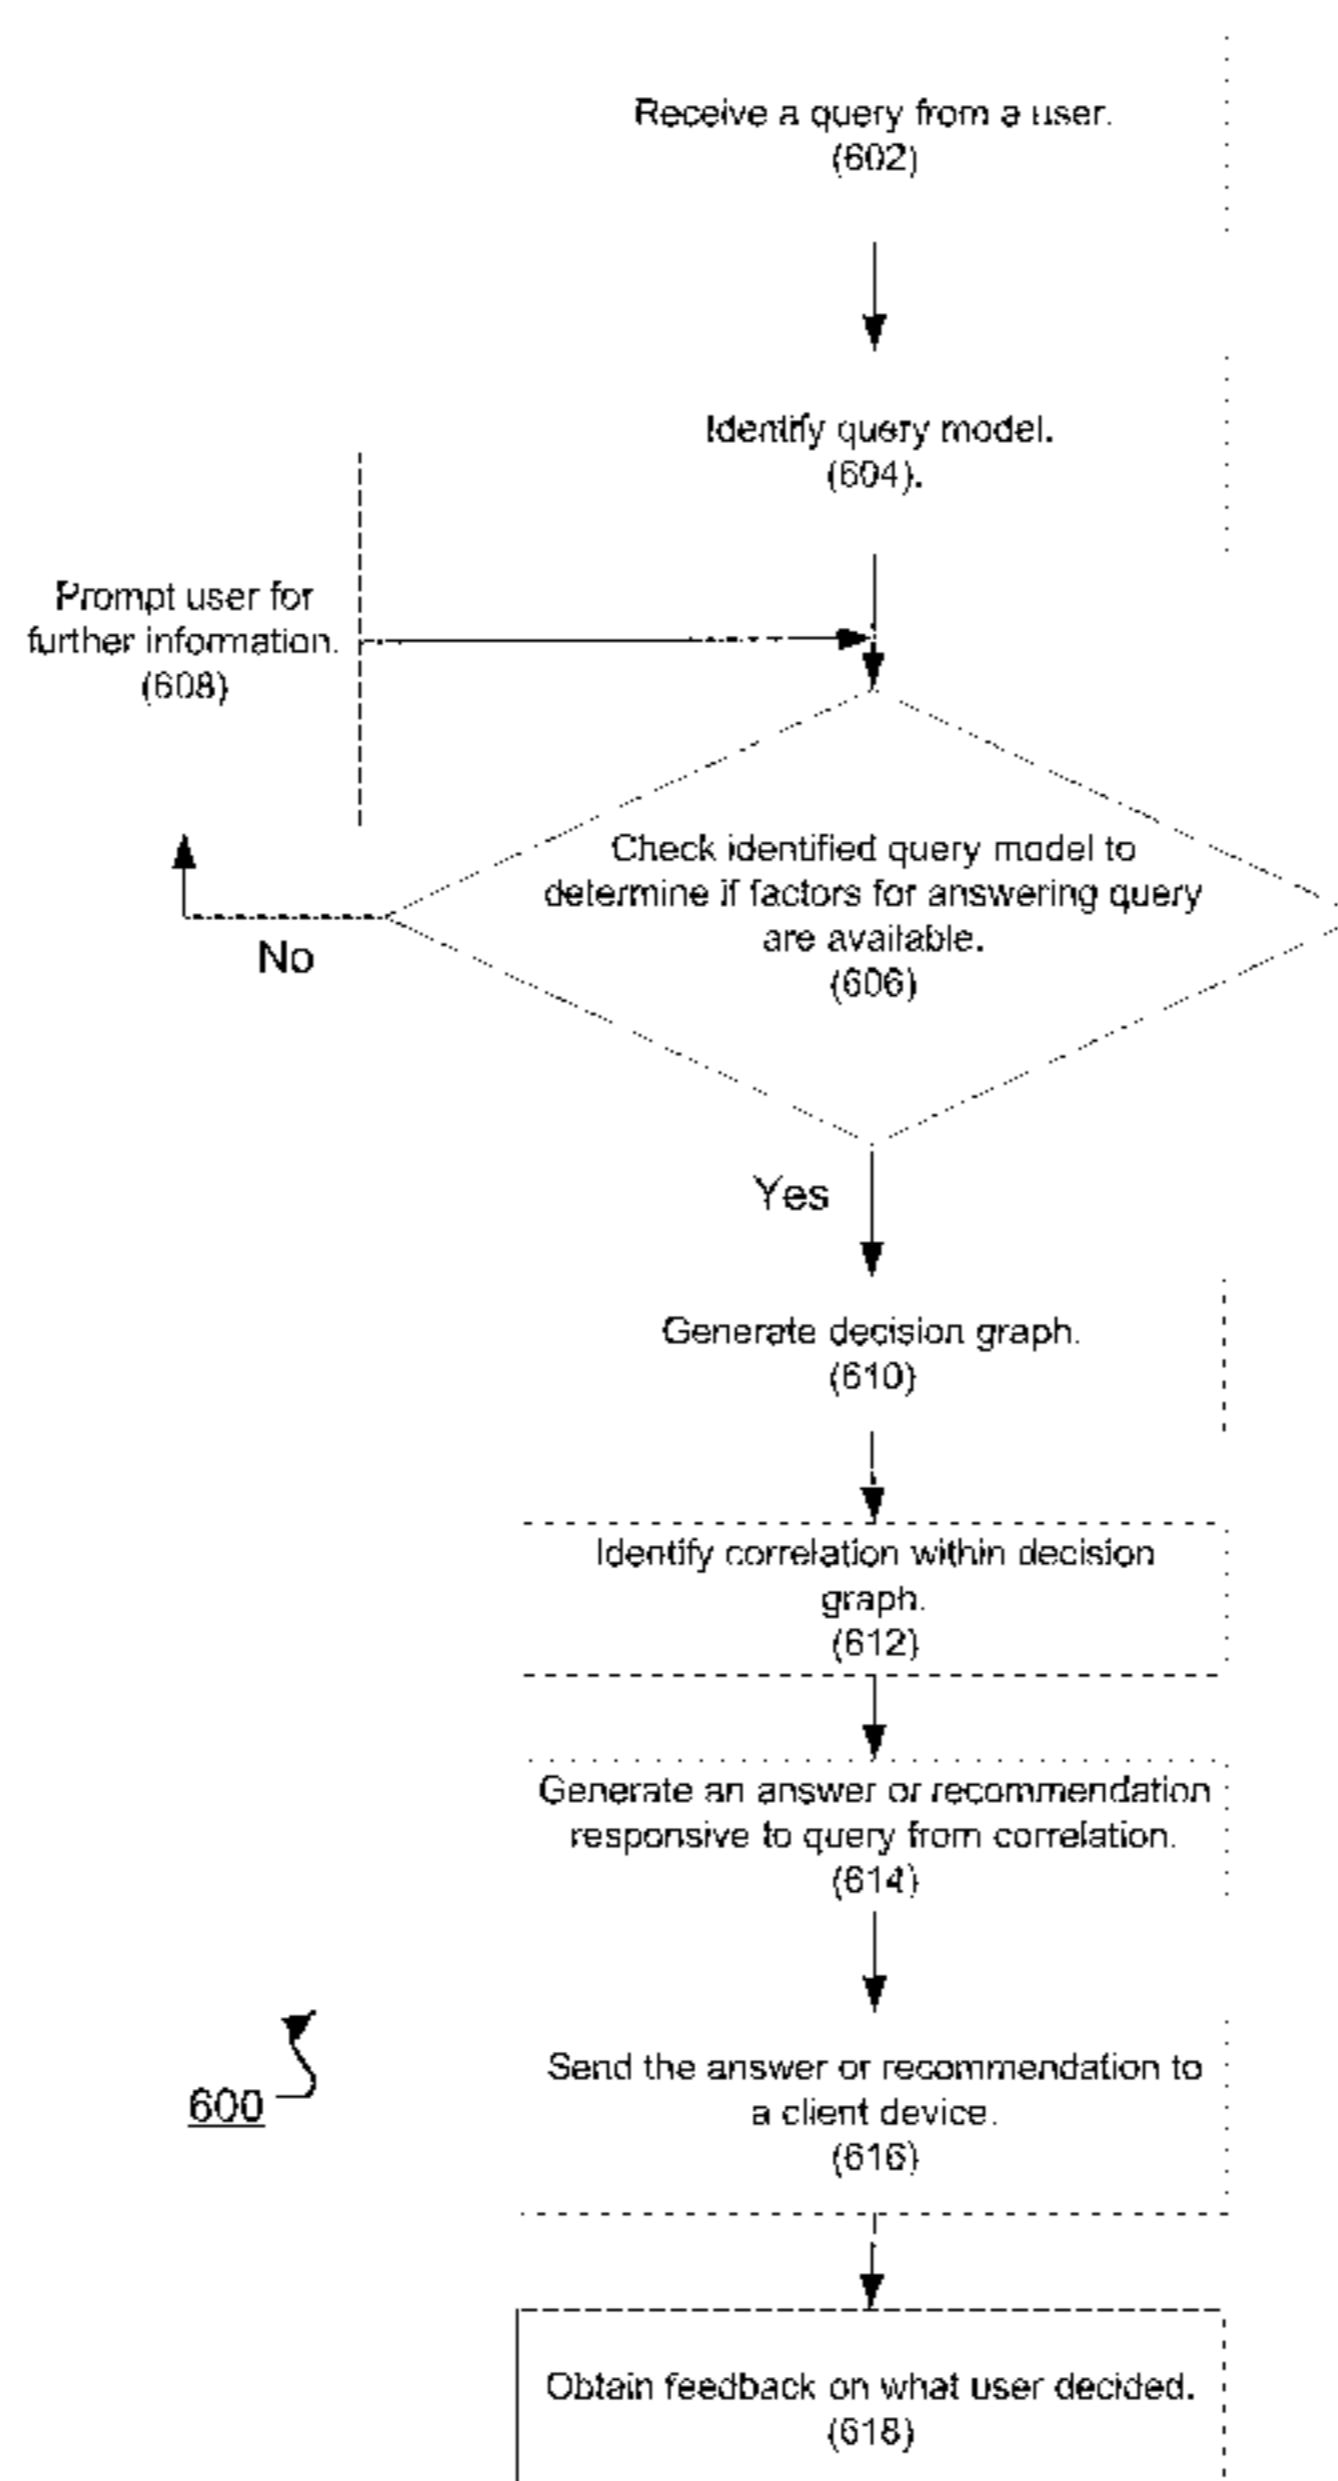 Receive a query from a user.
(602)
Identify query model.
(604).
Prompt user for
further information.
(608)
Check identified query model to
determine if factors for answering query
are available.
(606)
No
Yes
Generate decision graph.
(610)
Identify correlation within decision
graph.
(612)
Generate an answer or recommendation
responsive to query from correlation.
(614)
Send the answer or recommendation to
a client device.
(616)
600
Obtain feedback on what user decided.
(618)